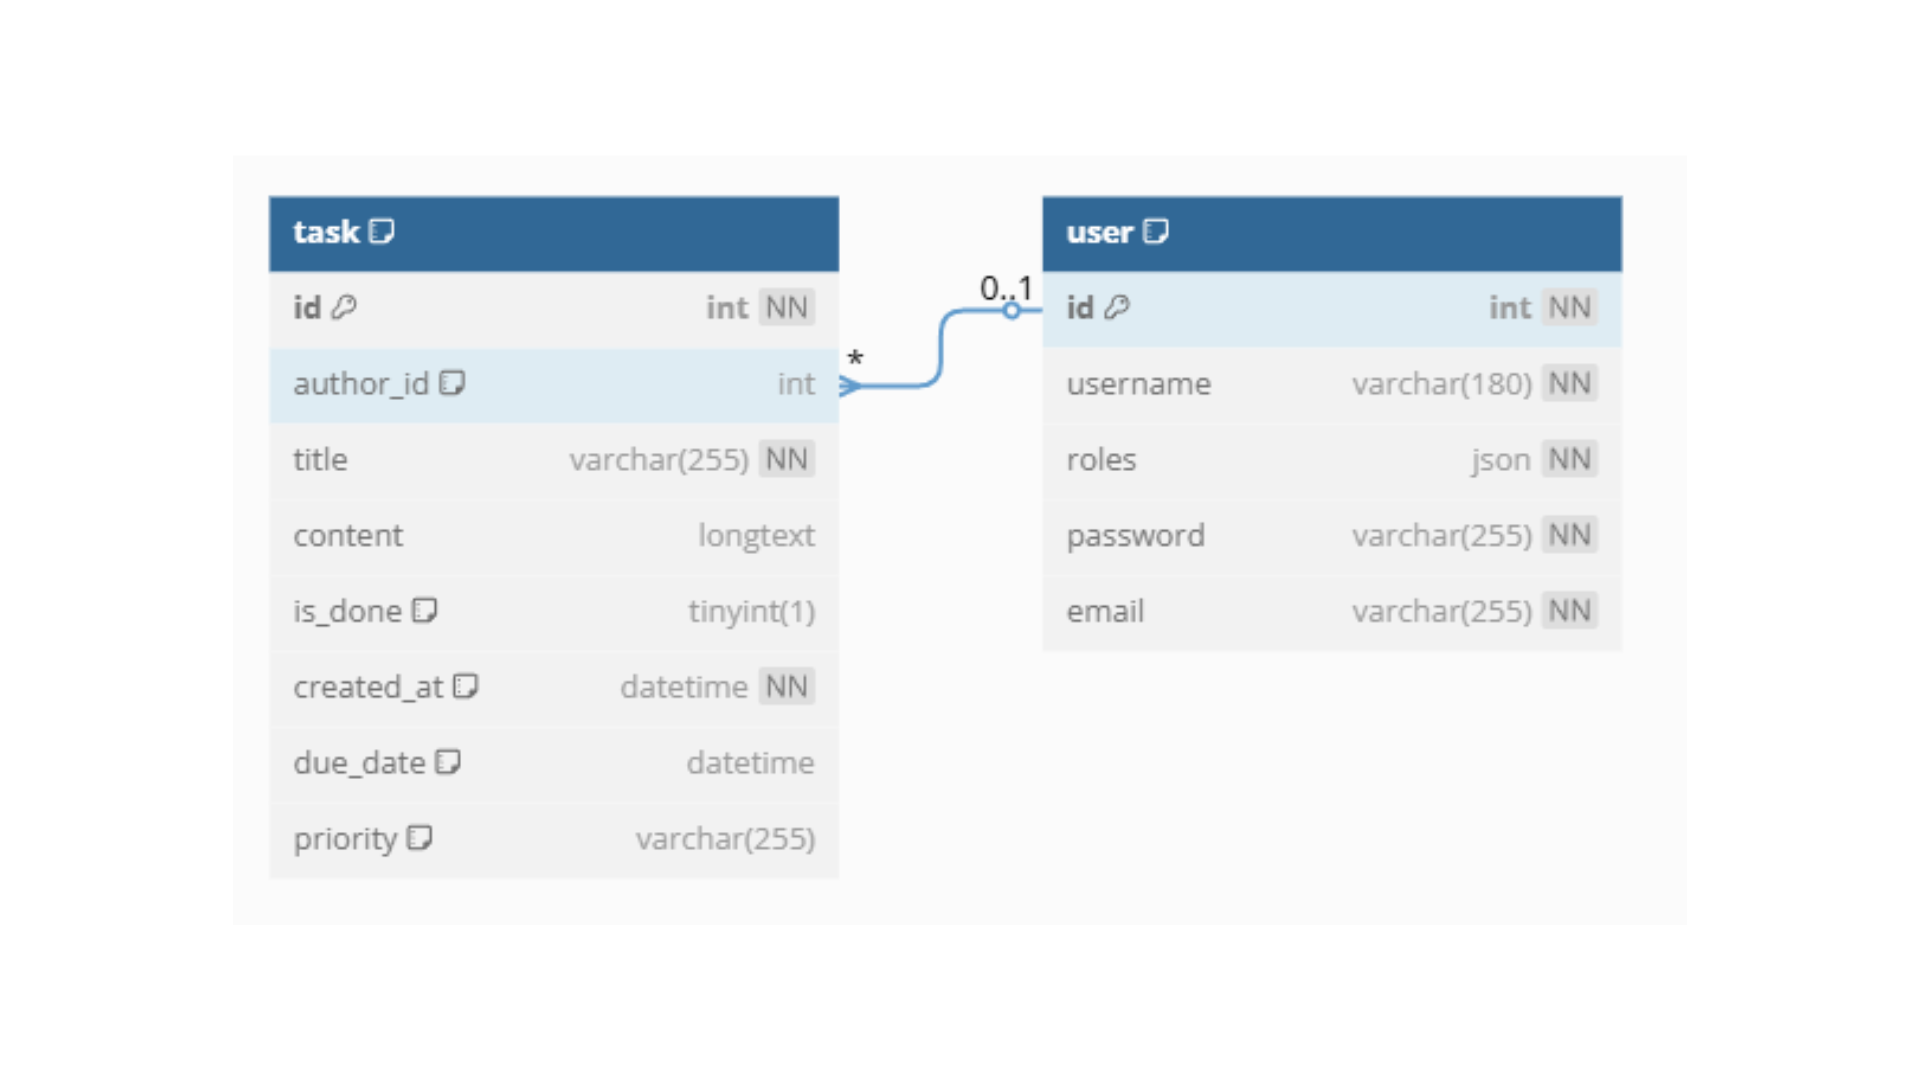 task
id int NN
author_id int
title varchar(255) NN
content longtext
is_done tinyint(1)
created_at datetime NN
due_date datetime
priority varchar(255)
*
0..1
user
id int NN
username varchar(180) NN
roles json NN
password varchar(255) NN
email varchar(255) NN